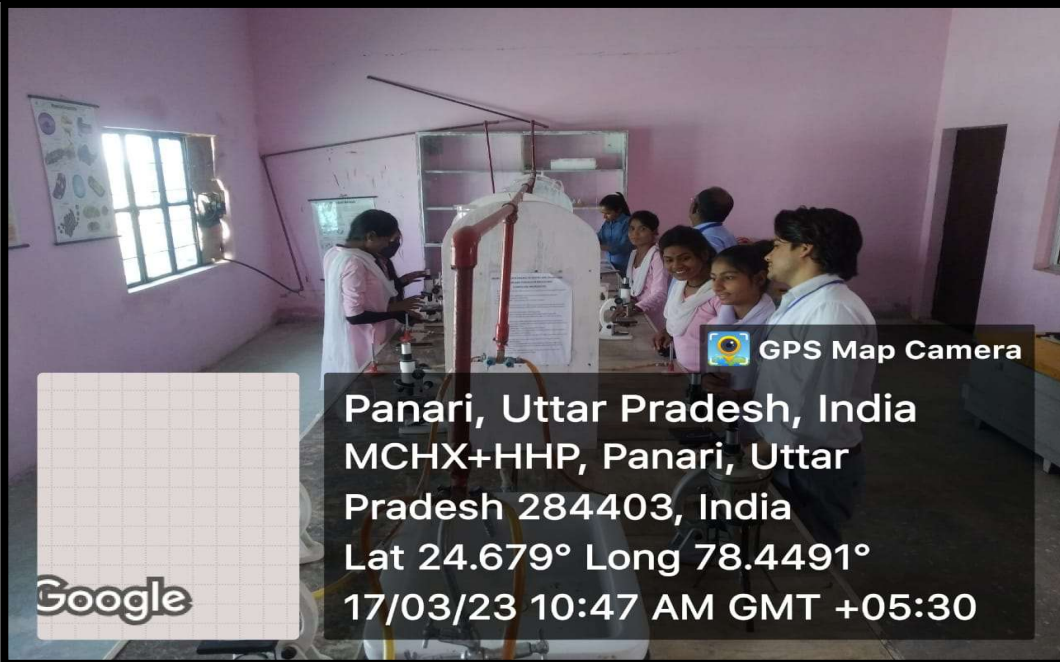 GPS Map Camera
Panari, Uttar Pradesh, India
MCHX+HHP, Panari, Uttar
Pradesh 284403, India
Lat 24.679° Long 78.4491°
17/03/23 10:47 AM GMT +05:30
Google